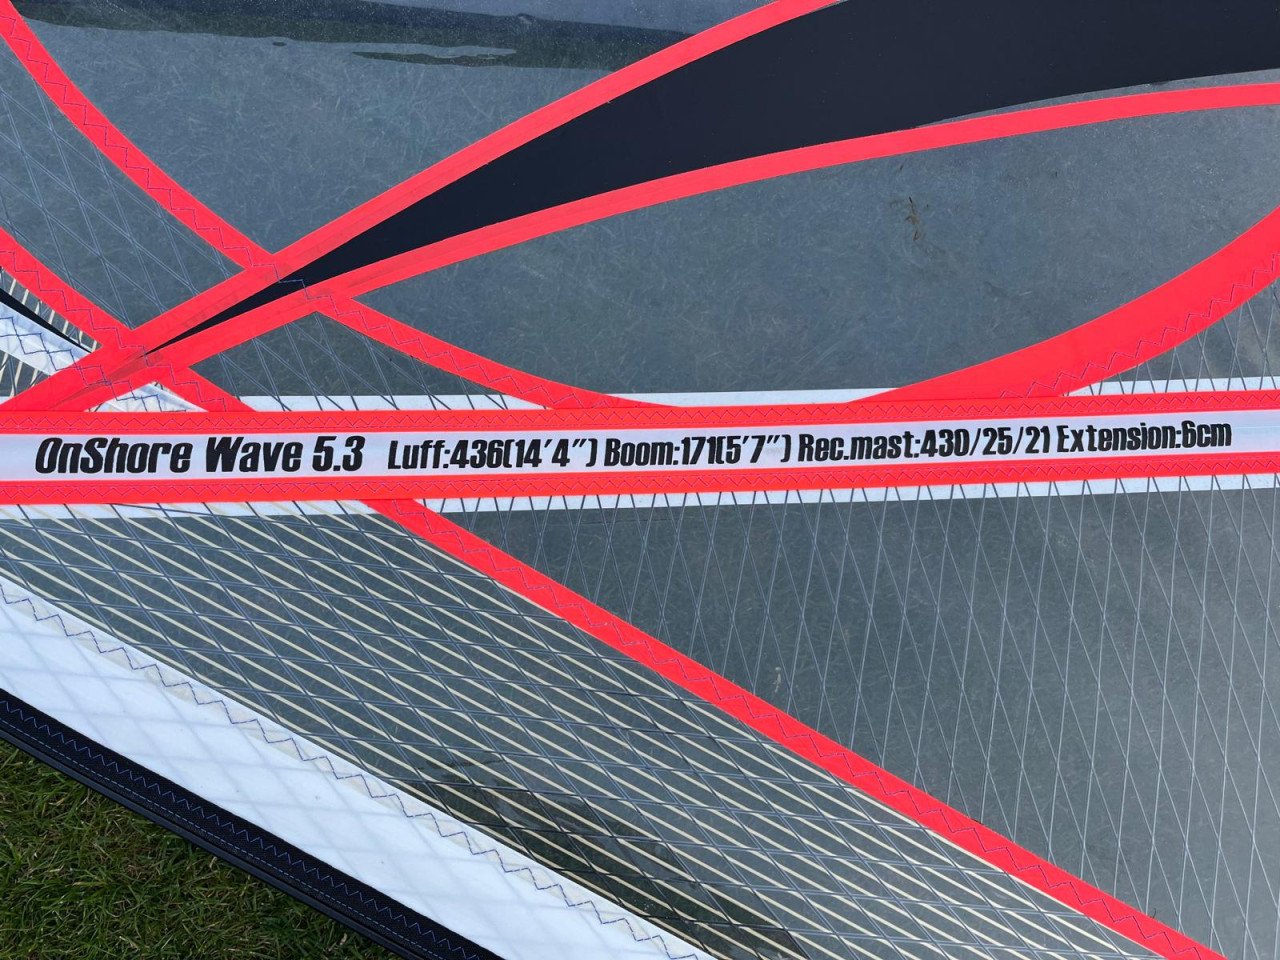 OnShore Wave 5.3 Luff:436(14'4") Boom:171(5'7") Rec.mast:430/25/21 Extension:6cm